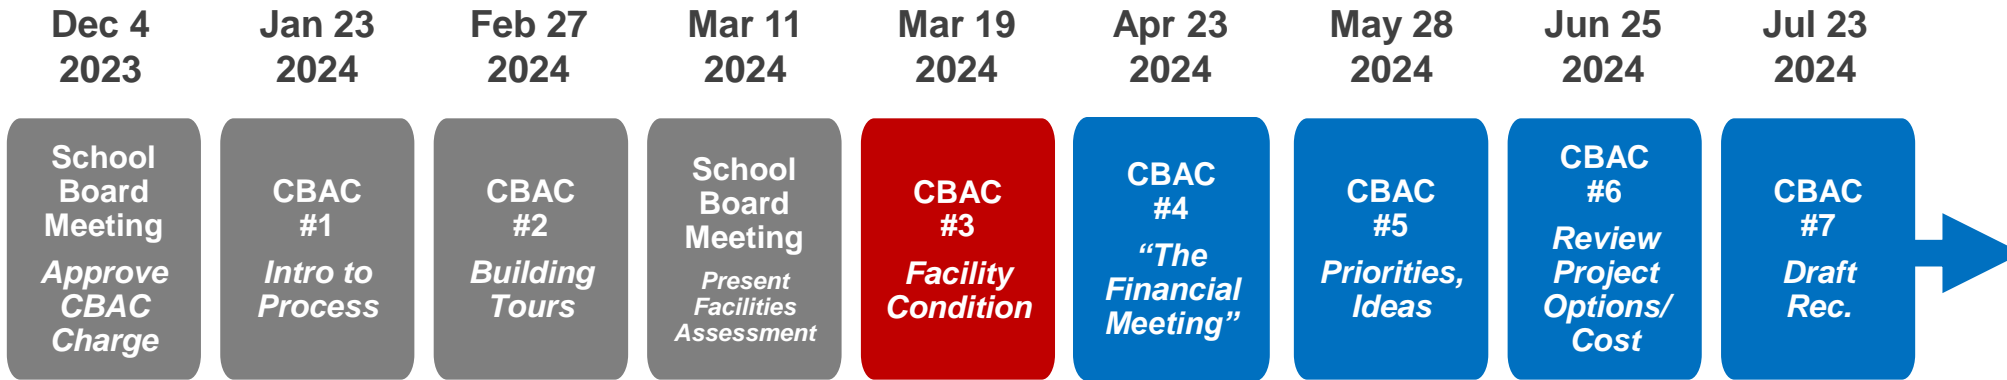 Dec 4
2023
Jan 23
2024
Feb 27
2024
Mar 11
2024
Mar 19
2024
Apr 23
2024
May 28
2024
Jun 25
2024
Jul 23
2024
School
Board
Meeting
Approve
CBAC
Charge
CBAC
#1
Intro to
Process
CBAC
#2
Building
Tours
School
Board
Meeting
Present
Facilities
Assessment
CBAC
#3
Facility
Condition
CBAC
#4
“The
Financial
Meeting”
CBAC
#5
Priorities,
Ideas
CBAC
#6
Review
Project
Options/
Cost
CBAC
#7
Draft
Rec.